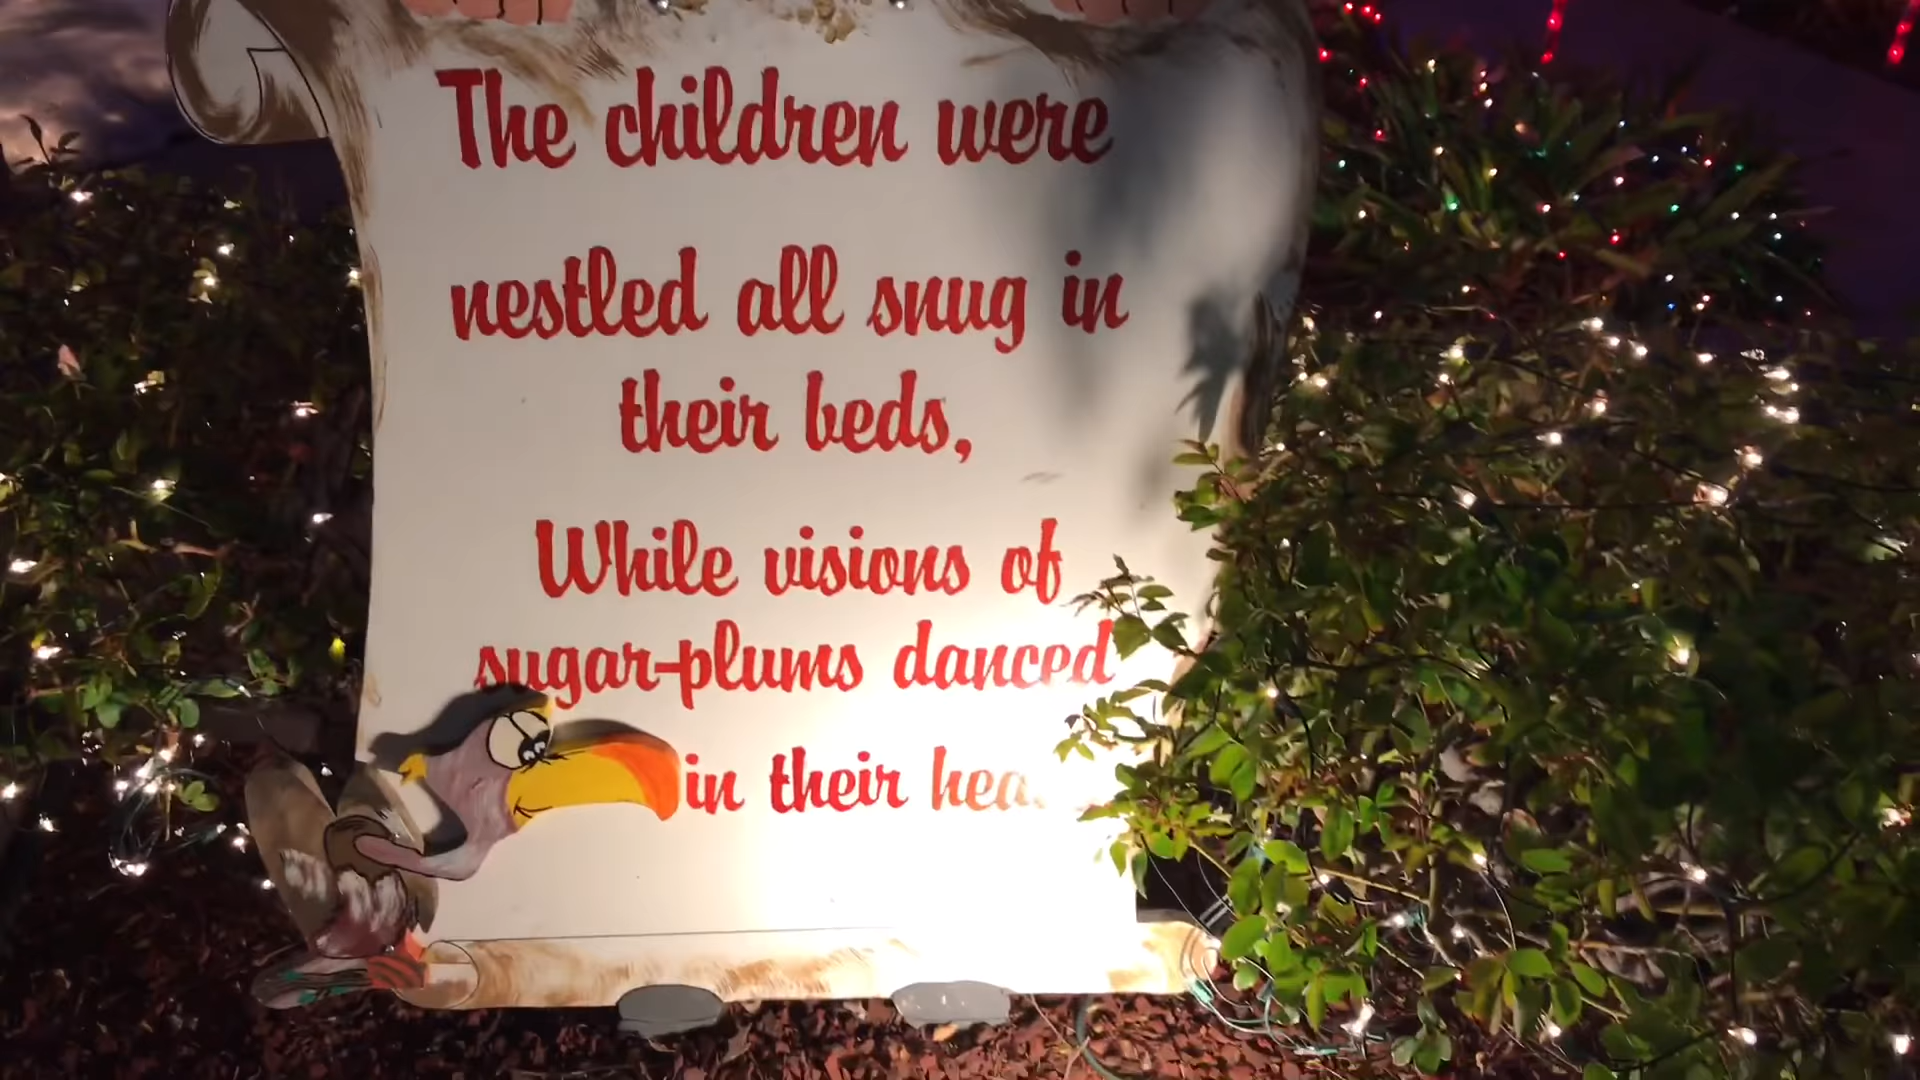 The children were
nestled all snug in
their beds,
While visions of
sugar-plums danced
in their